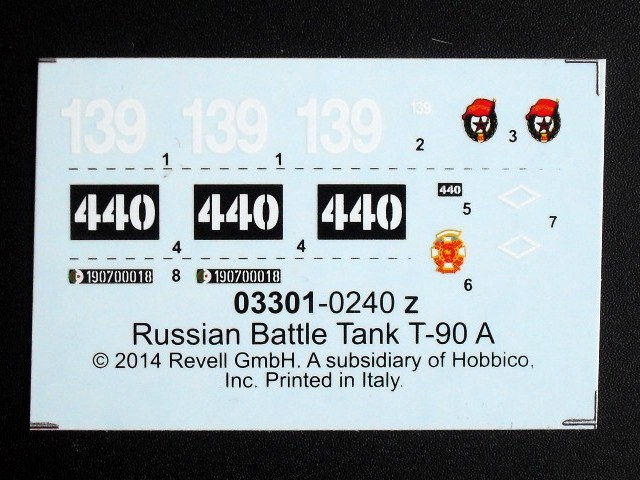 139 139 139 139
1 1 2 3
440 440 440 440
4 4 5 7
190700018 8 190700018
6
03301-0240 z
Russian Battle Tank T-90 A
© 2014 Revell GmbH. A subsidiary of Hobbico,
Inc. Printed in Italy.